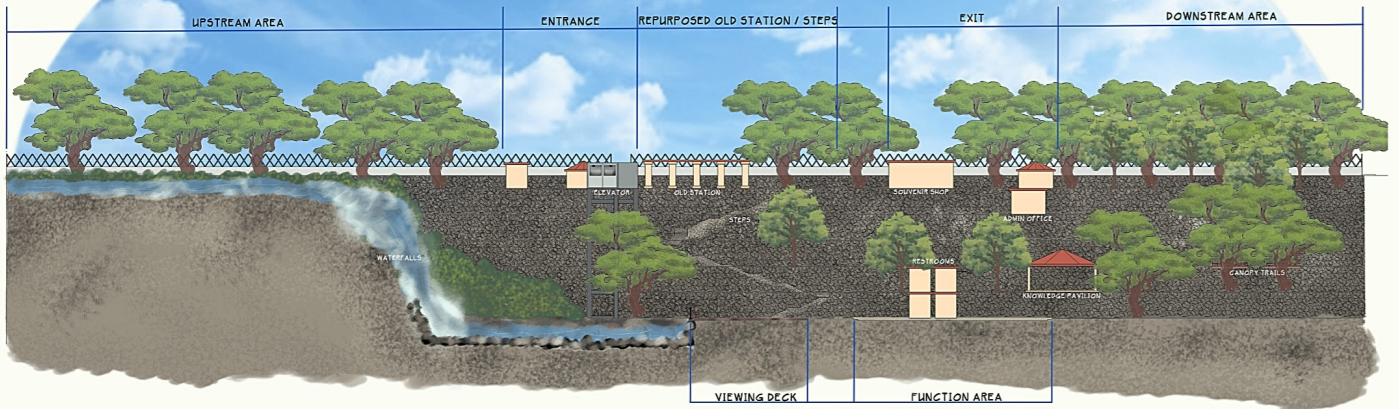 UPSTREAM AREA
ENTRANCE
REPURPOSED OLD STATION / STEPS
EXIT
DOWNSTREAM AREA
ELEVATOR
OLD STATION
SOUVENIR SHOP
STEPS
ADMIN OFFICE
WATERFALLS
RESTROOMS
CANOPY TRAILS
KNOWLEDGE PAVILION
VIEWING DECK
FUNCTION AREA